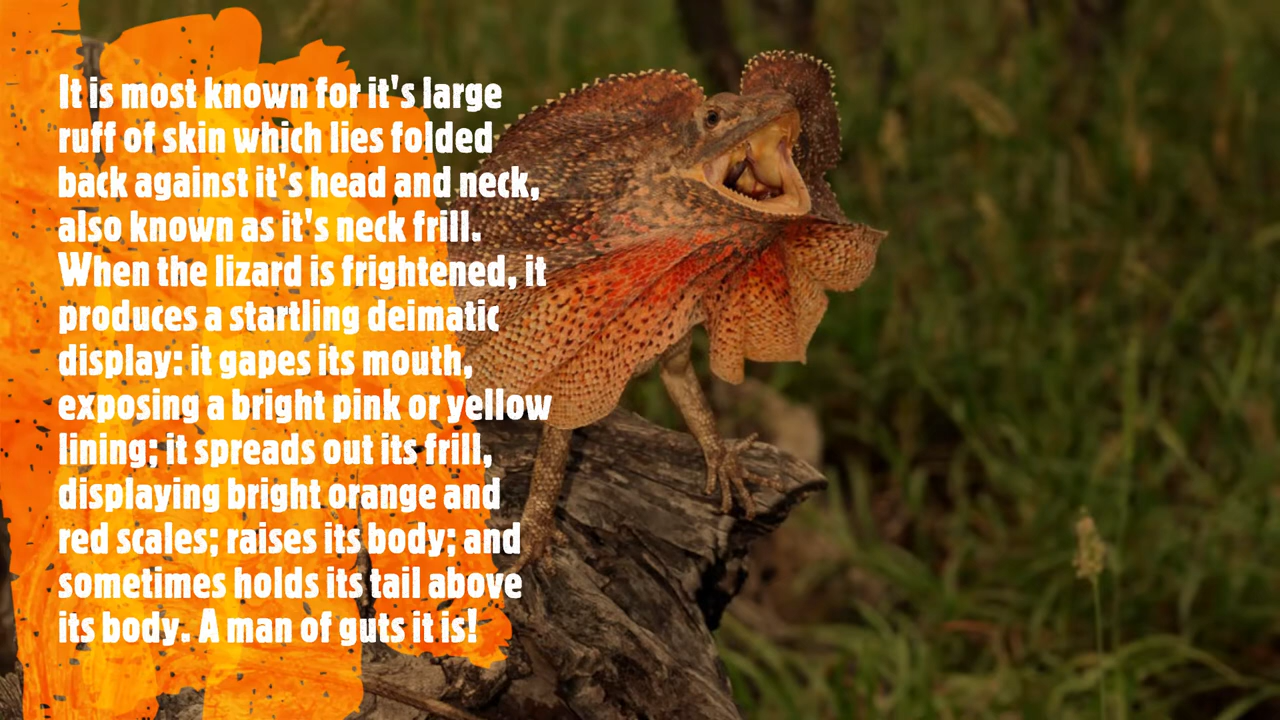 It is most known for it's large
ruff of skin which lies folded
back against it's head and neck,
also known as it's neck frill.
When the lizard is frightened, it
produces a startling deimatic
display: it gapes its mouth,
exposing a bright pink or yellow
lining; it spreads out its frill,
displaying bright orange and
red scales; raises its body; and
sometimes holds its tail above
its body. A man of guts it is!